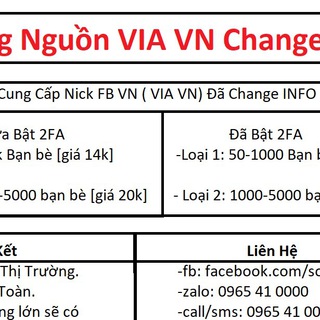 g Nguồn VIA VN Change
Cung Cấp Nick FB VN ( VIA VN) Đã Change INFO
a Bật 2FA
Đã Bật 2FA
Bạn bè [giá 14k]
-Loại 1: 50-1000 Bạn b
-5000 bạn bè [giá 20k]
- Loại 2: 1000-5000 bạ
Kết
Liên Hệ
Thị Trường.
-fb: facebook.com/sc
Toàn.
-zalo: 0965 41 0000
ng lớn sẽ có
-call/sms: 0965 41 0000